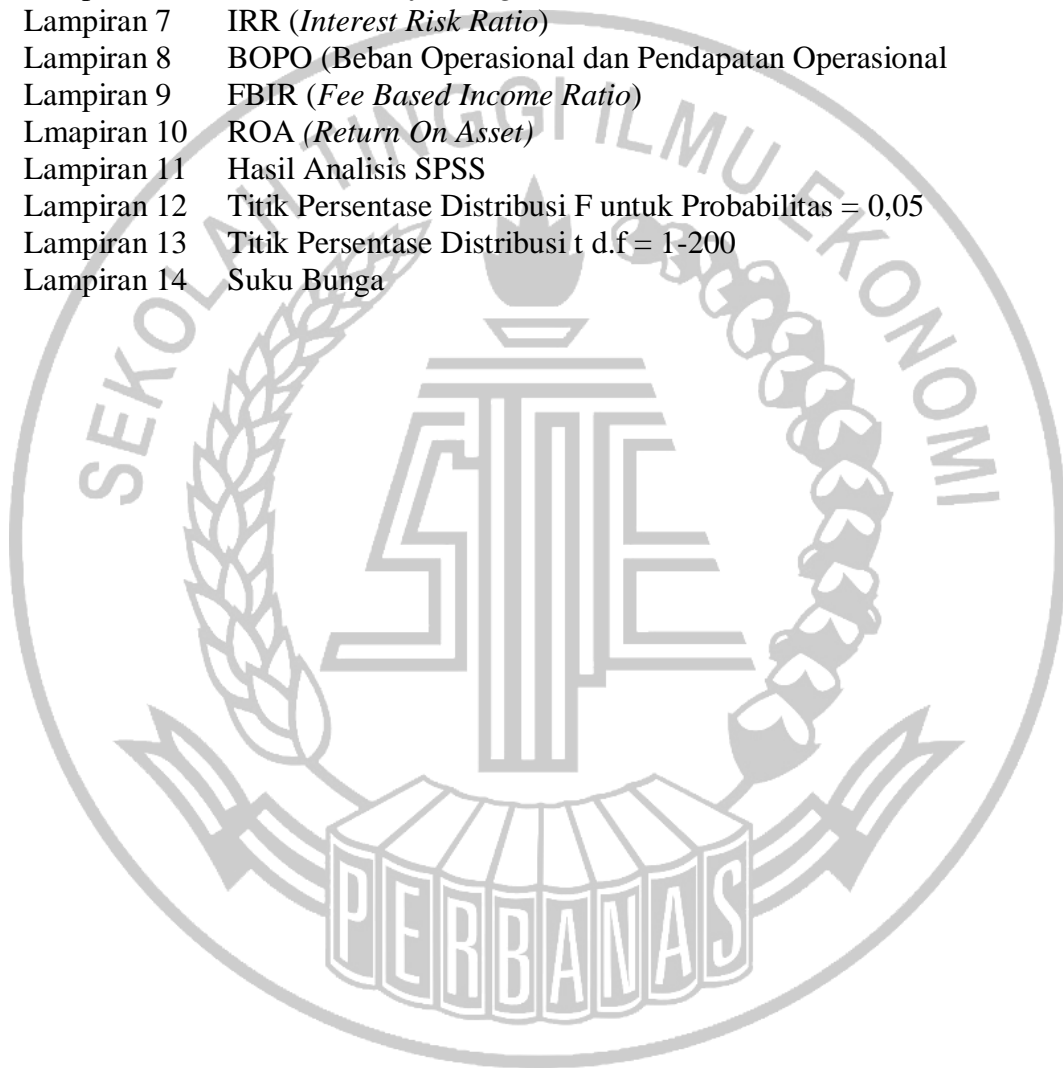 Lampiran 7 IRR (Interest Risk Ratio)
Lampiran 8 BOPO (Beban Operasional dan Pendapatan Operasional
Lampiran 9 FBIR (Fee Based Income Ratio)
Lmapiran 10 ROA (Return On Asset)
Lampiran 11 Hasil Analisis SPSS
Lampiran 12 Titik Persentase Distribusi F untuk Probabilitas = 0,05
Lampiran 13 Titik Persentase Distribusi t d.f = 1-200
Lampiran 14 Suku Bunga
SEKOLAH TINGGI ILMU EKONOMI
STIE
PERBANAS